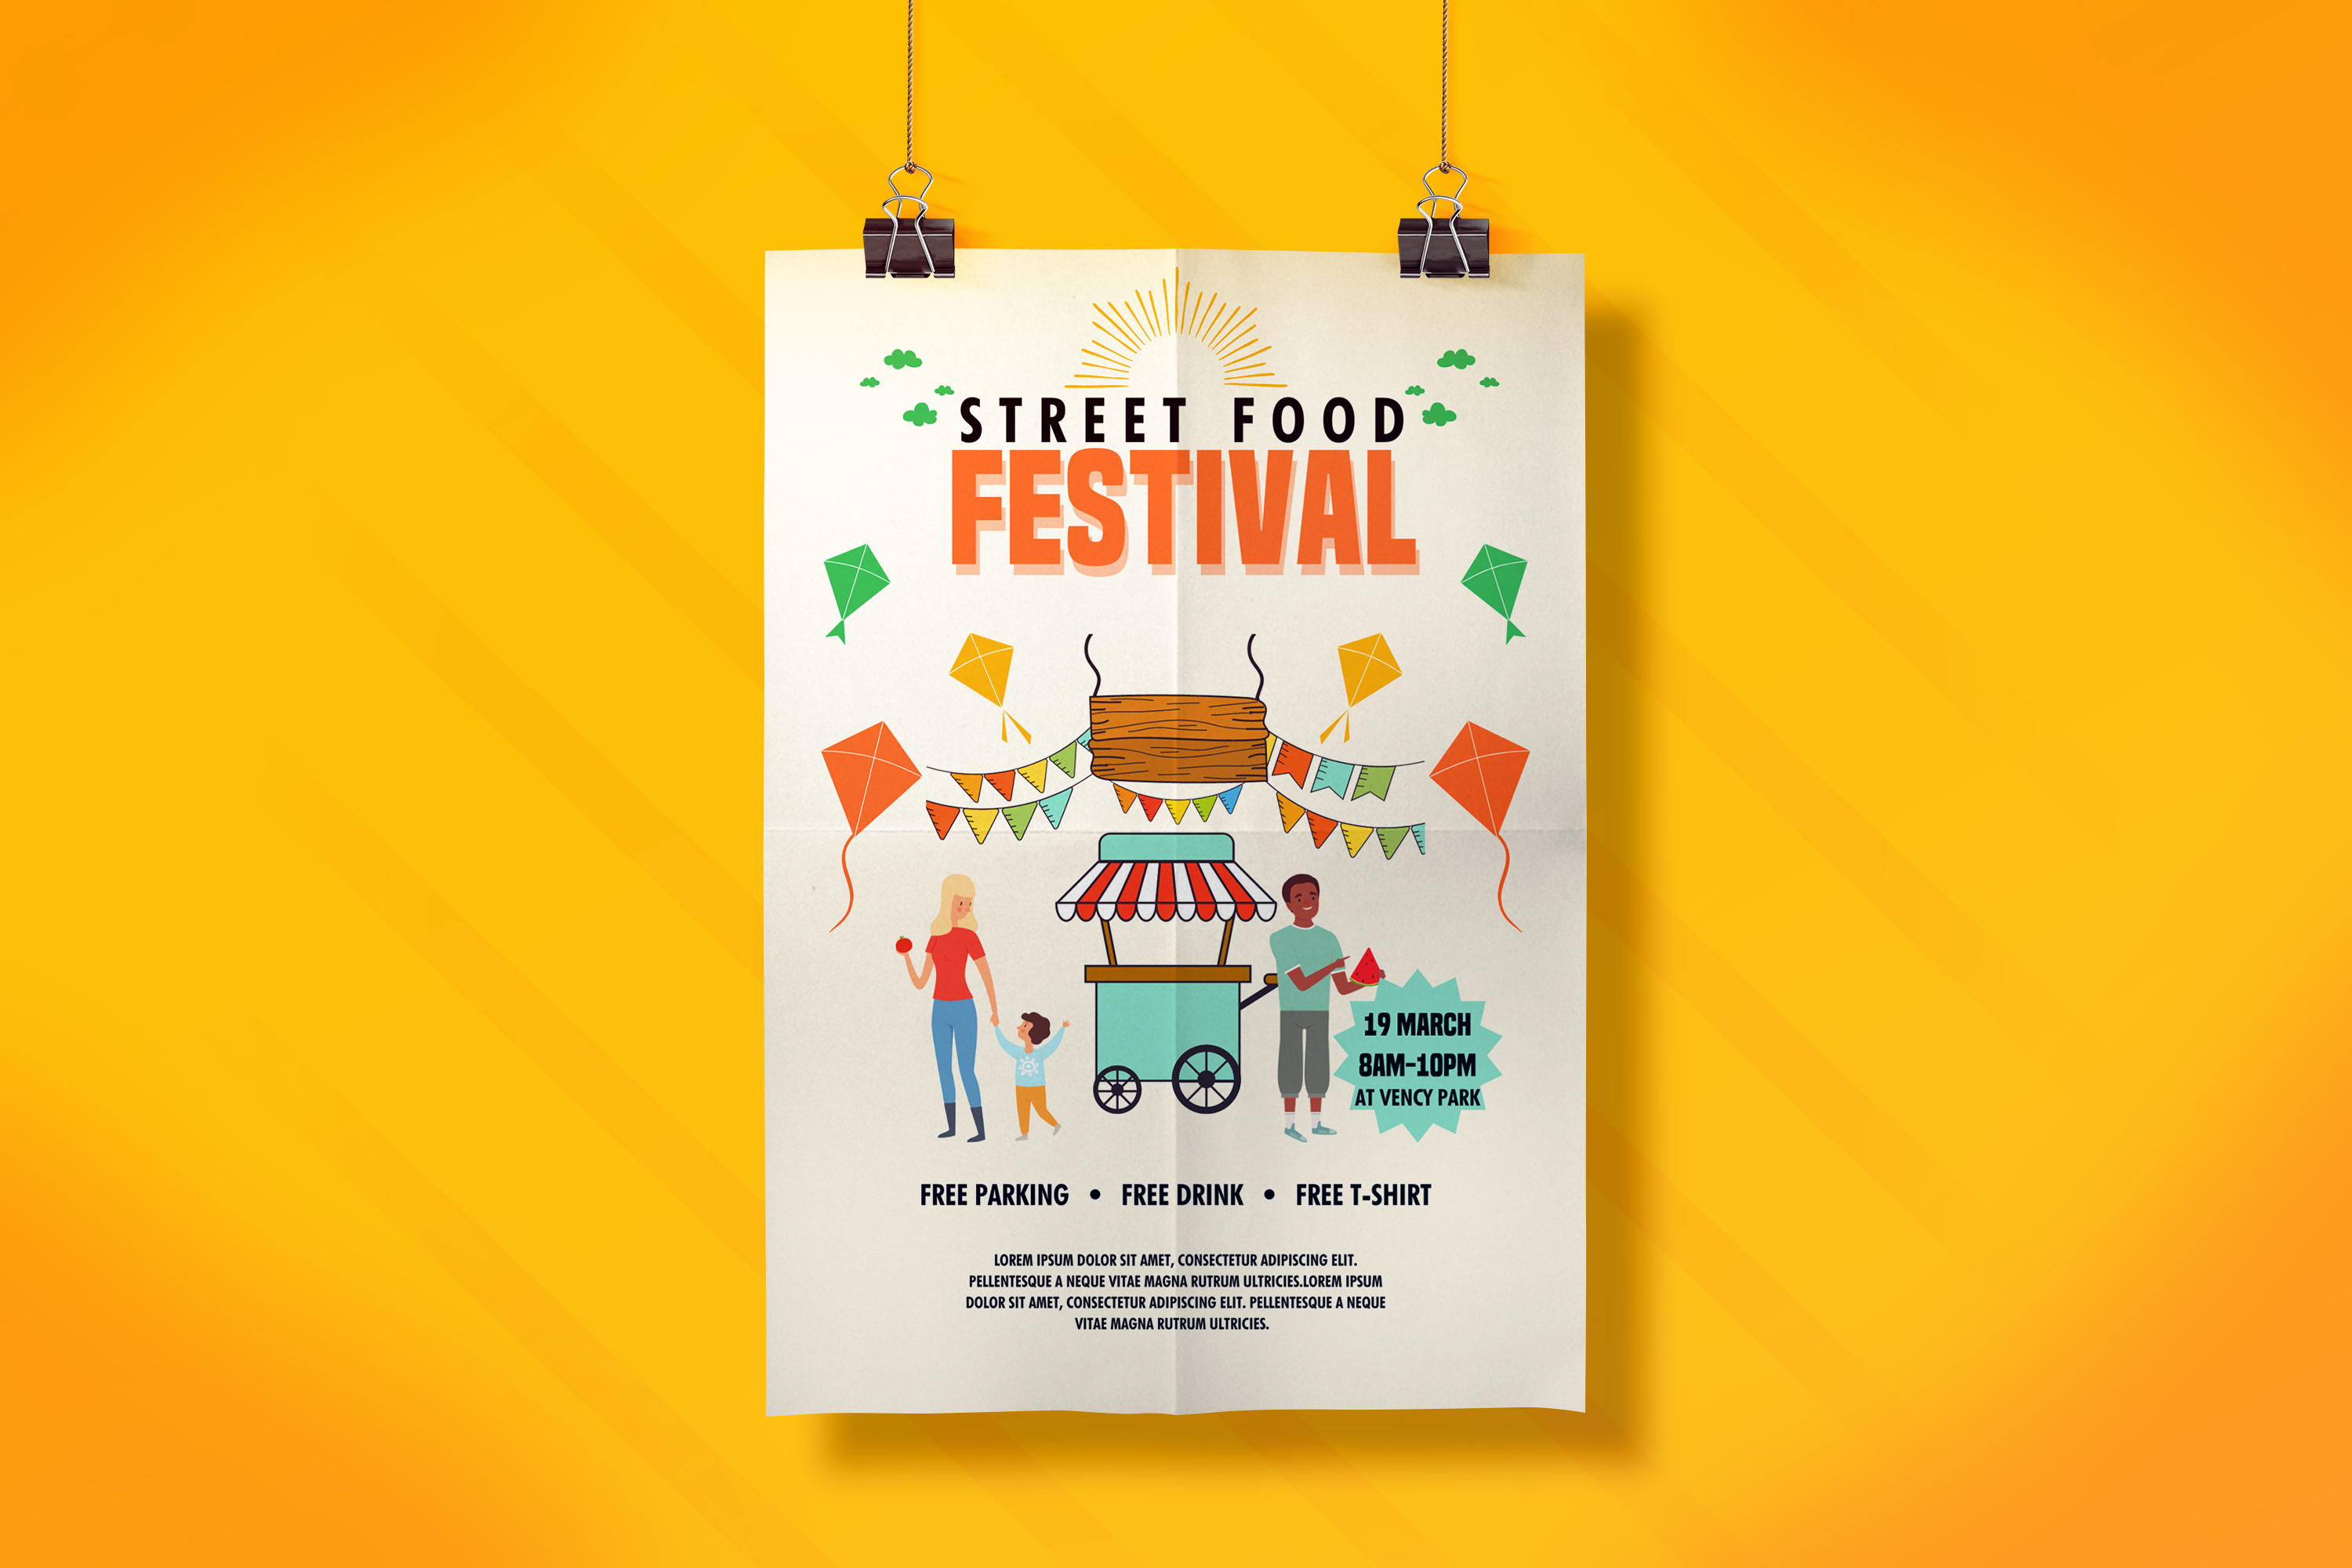 STREET FOOD
FESTIVAL
19 MARCH
8AM-10PM
AT VENCY PARK
FREE PARKING • FREE DRINK • FREE T-SHIRT
LOREM IPSUM DOLOR SIT AMET, CONSECTETUR ADIPISCING ELIT.
PELLENTESQUE A NEQUE VITAE MAGNA RUTRUM ULTRICIES.LOREM IPSUM
DOLOR SIT AMET, CONSECTETUR ADIPISCING ELIT. PELLENTESQUE A NEQUE
VITAE MAGNA RUTRUM ULTRICIES.